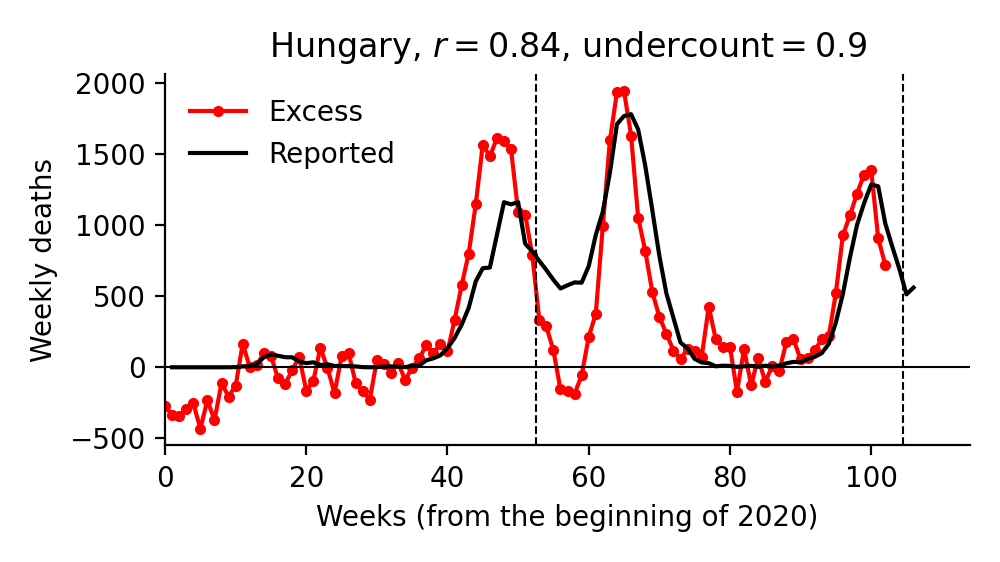 Hungary, r = 0.84, undercount = 0.9
Excess
Reported
Weekly deaths
2000
1500
1000
500
0
−500
0 20 40 60 80 100
Weeks (from the beginning of 2020)